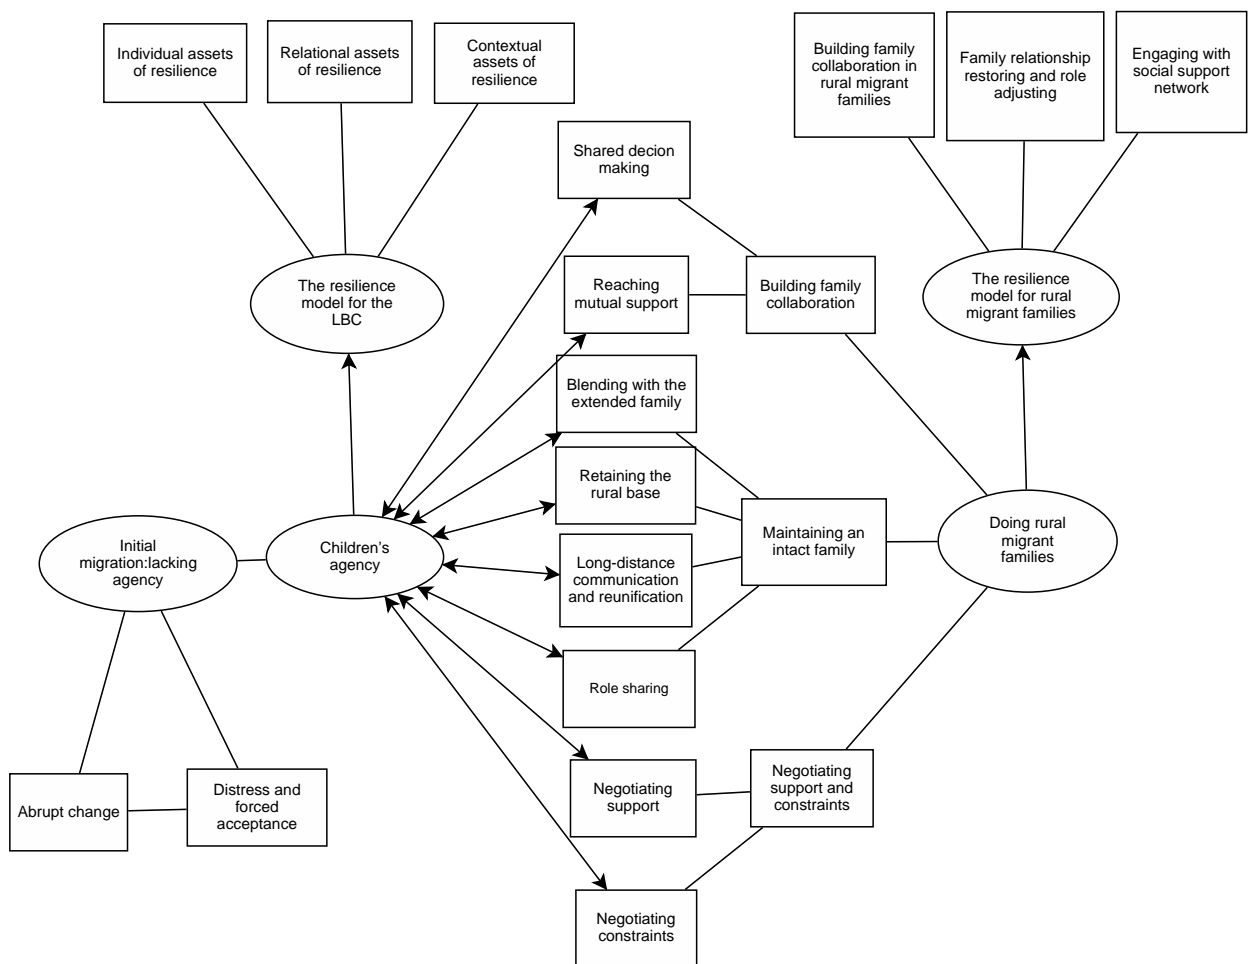 Individual assets
of resilience
Relational assets
of resilience
Contextual
assets of
resilience
Building family
collaboration in
rural migrant
families
Family relationship
restoring and role
adjusting
Engaging with
social support
network
Shared decion
making
The resilience
model for the
LBC
Reaching
mutual support
Building family
collaboration
The resilience
model for rural
migrant families
Blending with the
extended family
Retaining the
rural base
Initial
migration:lacking
agency
Children's
agency
Long-distance
communication
and reunification
Maintaining an
intact family
Doing rural
migrant
families
Role sharing
Abrupt change
Distress and
forced
acceptance
Negotiating
support
Negotiating
support and
constraints
Negotiating
constraints